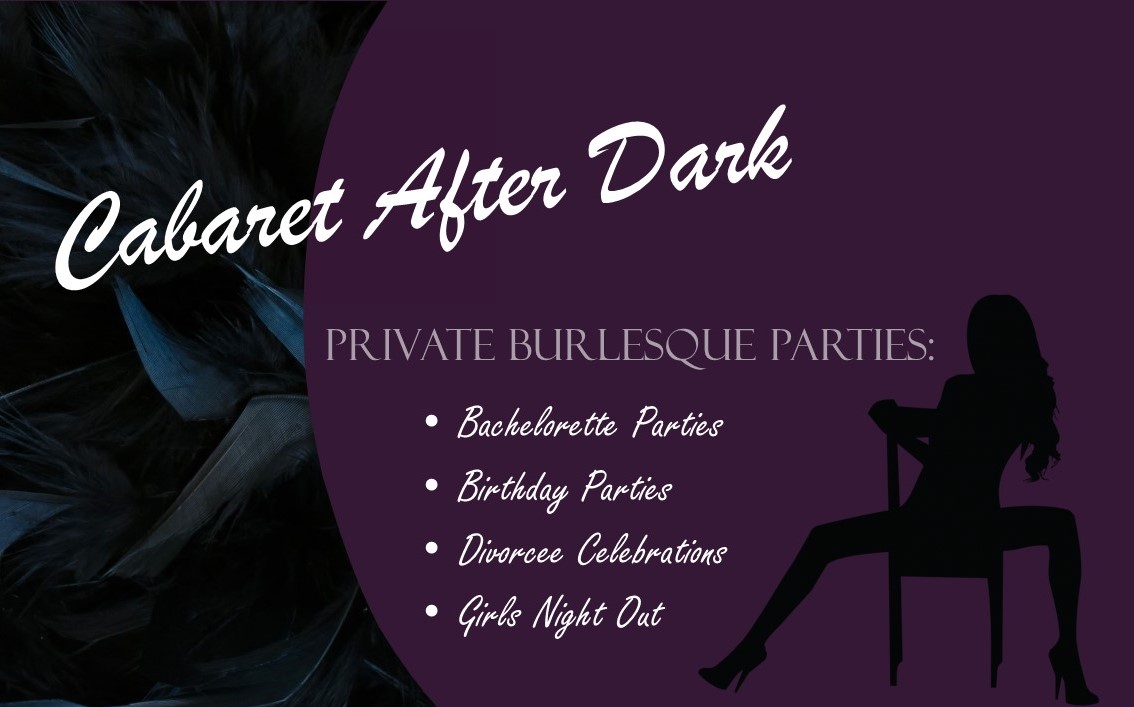 Cabaret After Dark
PRIVATE BURLESQUE PARTIES:
• Bachelorette Parties
• Birthday Parties
• Divorcee Celebrations
• Girls Night Out